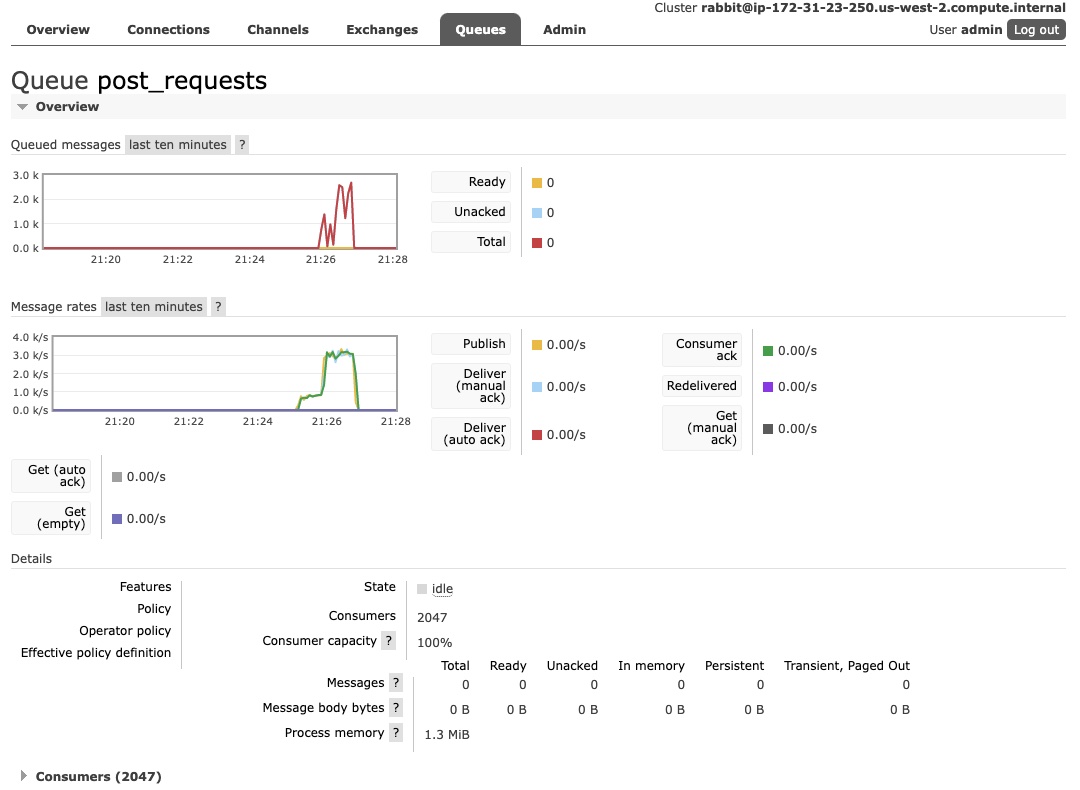 Cluster rabbit@ip-172-31-23-250.us-west-2.compute.internal
Overview Connections Channels Exchanges Queues Admin
User admin Log out
Queue post_requests
Overview
Queued messages last ten minutes ?
3.0 k
2.0 k
1.0 k
0.0 k
21:20 21:22 21:24 21:26 21:28
Ready 0
Unacked 0
Total 0
Message rates last ten minutes ?
4.0 k/s
3.0 k/s
2.0 k/s
1.0 k/s
0.0 k/s
21:20 21:22 21:24 21:26 21:28
Publish 0.00/s
Deliver
(manual
ack)
0.00/s
Deliver
(auto ack)
0.00/s
Consumer
ack
0.00/s
Redelivered 0.00/s
Get
(manual
ack)
0.00/s
Get (auto
ack)
0.00/s
Get
(empty)
0.00/s
Details
Features
Policy
Operator policy
Effective policy definition
State idle
Consumers 2047
Consumer capacity ? 100%
Total Ready Unacked In memory Persistent Transient, Paged Out
Messages ? 0 0 0 0 0 0
Message body bytes ? 0 B 0 B 0 B 0 B 0 B 0 B
Process memory ? 1.3 MiB
Consumers (2047)